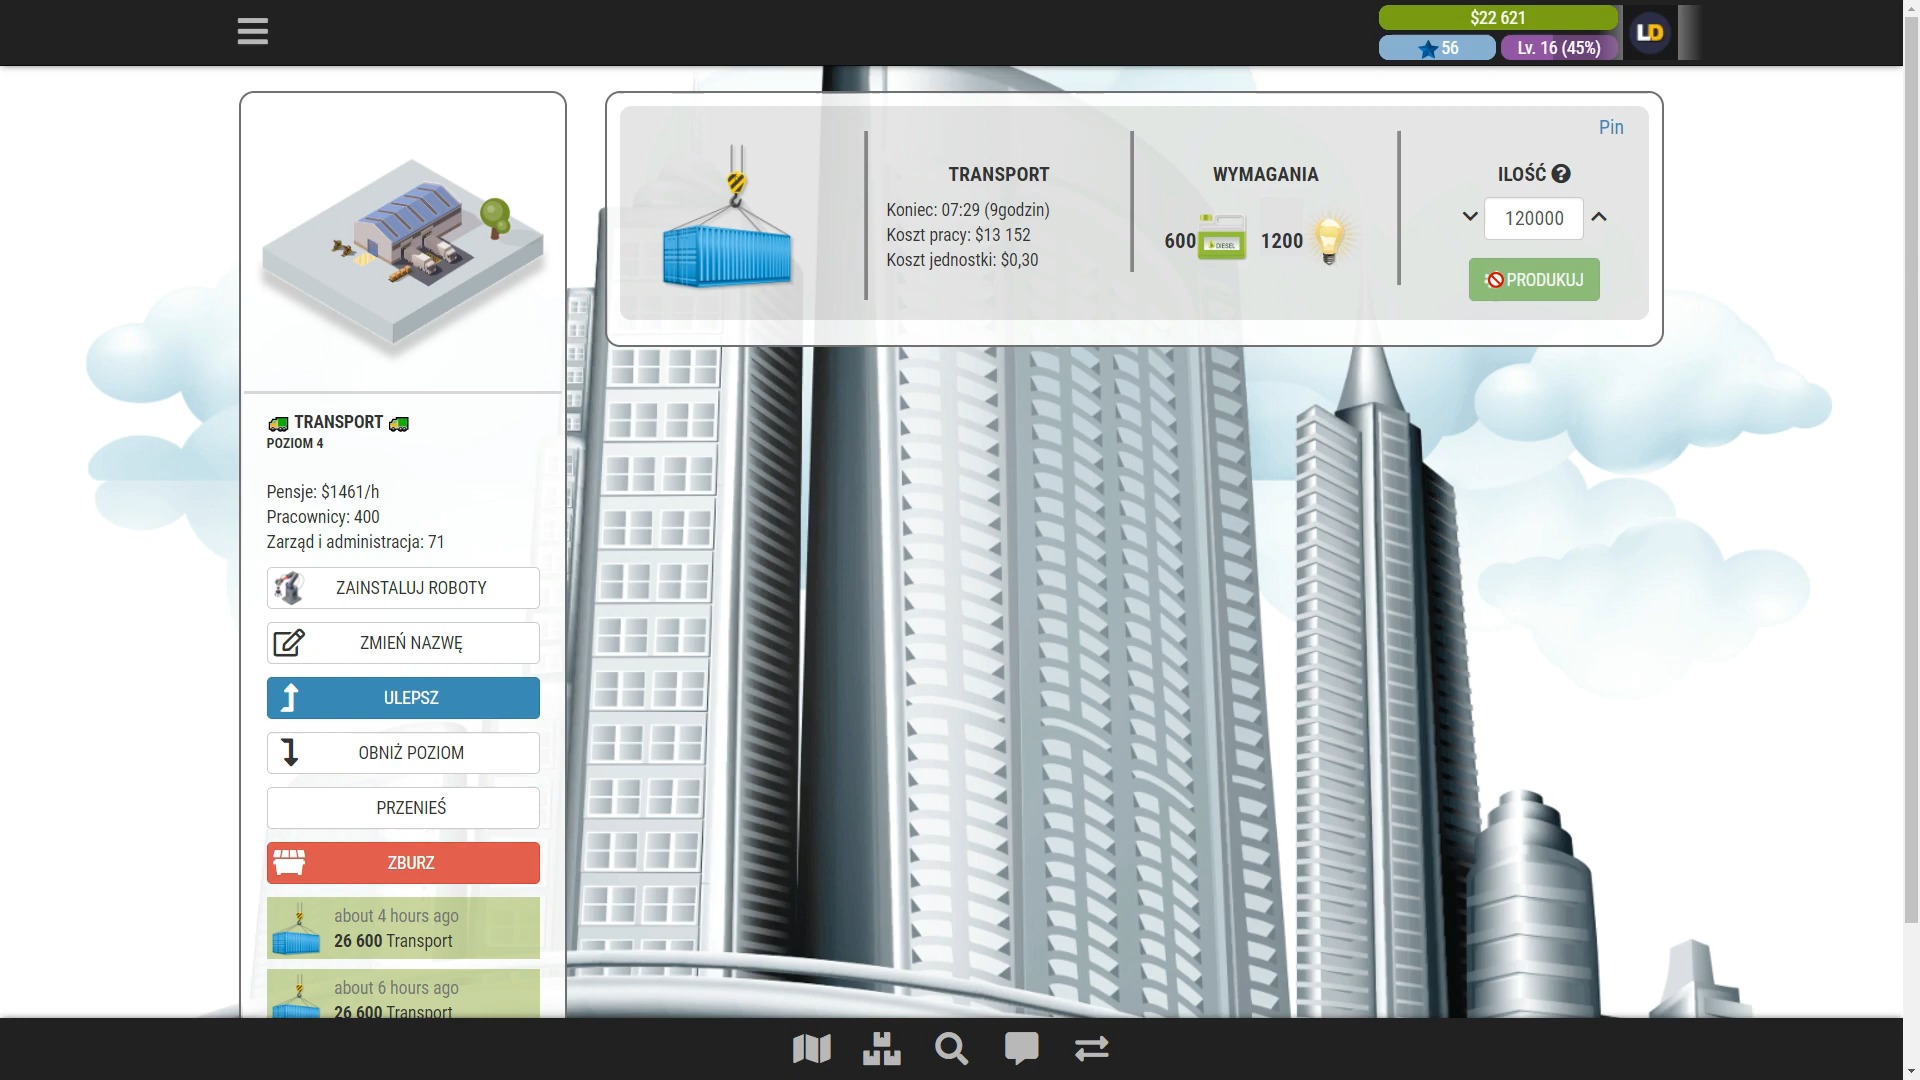 $22 621
56
Lv. 16 (45%)
LD
Pin
TRANSPORT
Koniec: 07:29 (9godzin)
Koszt pracy: $13 152
Koszt jednostki: $0,30
WYMAGANIA
600
DIESEL
1200
ILOŚĆ
120000
PRODUKUJ
TRANSPORT
POZIOM 4
Pensje: $1461/h
Pracownicy: 400
Zarząd i administracja: 71
ZAINSTALUJ ROBOTY
ZMIEŃ NAZWĘ
ULEPSZ
OBNIŻ POZIOM
PRZENIEŚ
ZBURZ
about 4 hours ago
26 600 Transport
about 6 hours ago
26 600 Transport